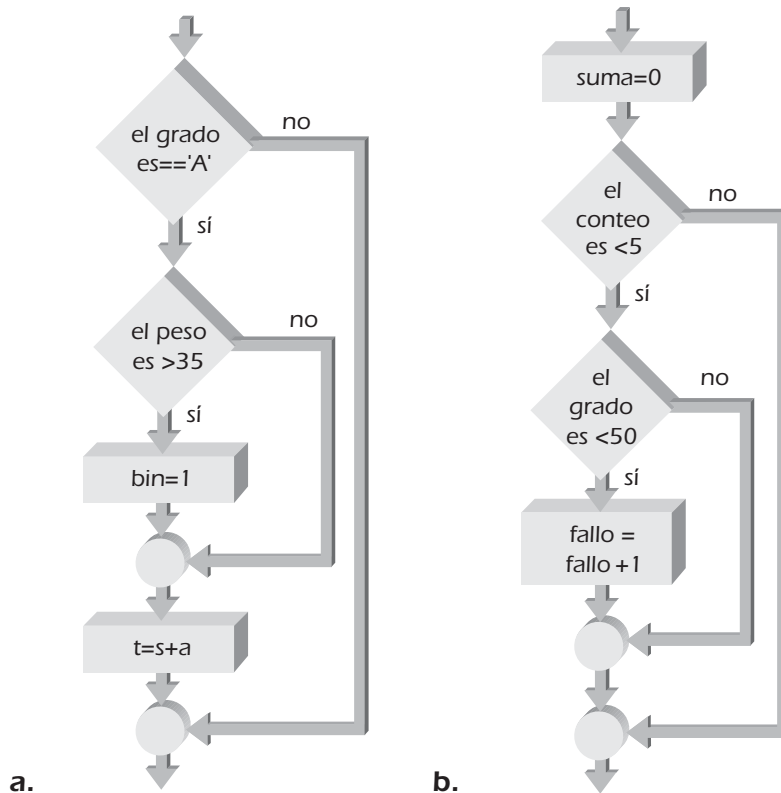 el grado
es=='A'
no
sí
el peso
es >35
no
sí
bin=1
t=s+a
a.
suma=0
el
conteo
es <5
no
sí
el
grado
es <50
no
sí
fallo =
fallo +1
b.